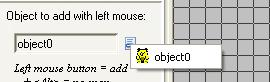 Object to add with left mouse:
object0
object0
Left mouse button = add